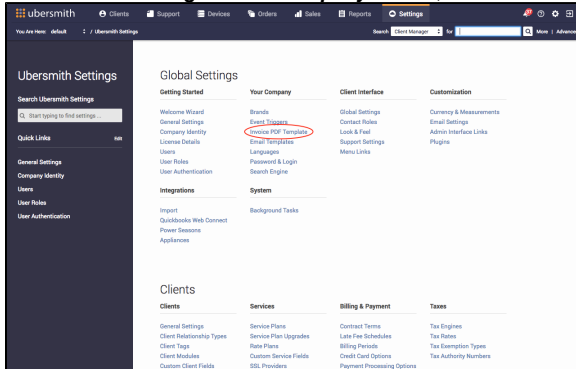 ubersmith Clients Support Devices Orders Sales Reports Settings
You Are Here: default / Ubersmith Settings Search Client Manager for More | Advanced
Ubersmith Settings
Search Ubersmith Settings
Start typing to find settings ...
Quick Links Edit
General Settings
Company Identity
Users
User Roles
User Authentication
Global Settings
Getting Started Your Company Client Interface Customization
Welcome Wizard Brands Global Settings Currency & Measurements
General Settings Event Triggers Contact Roles Email Settings
Company Identity Invoice PDF Template Look & Feel Admin Interface Links
License Details Email Templates Support Settings Plugins
Users Languages Menu Links
User Roles Password & Login
User Authentication Search Engine
Integrations System
Import Background Tasks
Quickbooks Web Connect
Power Seasons
Appliances
Clients
Clients Services Billing & Payment Taxes
General Settings Service Plans Contract Terms Tax Engines
Client Relationship Types Service Plan Upgrades Late Fee Schedules Tax Rates
Client Tags Rate Plans Billing Periods Tax Exemption Types
Client Modules Custom Service Fields Credit Card Options Tax Authority Numbers
Custom Client Fields SSL Providers Payment Processing Options